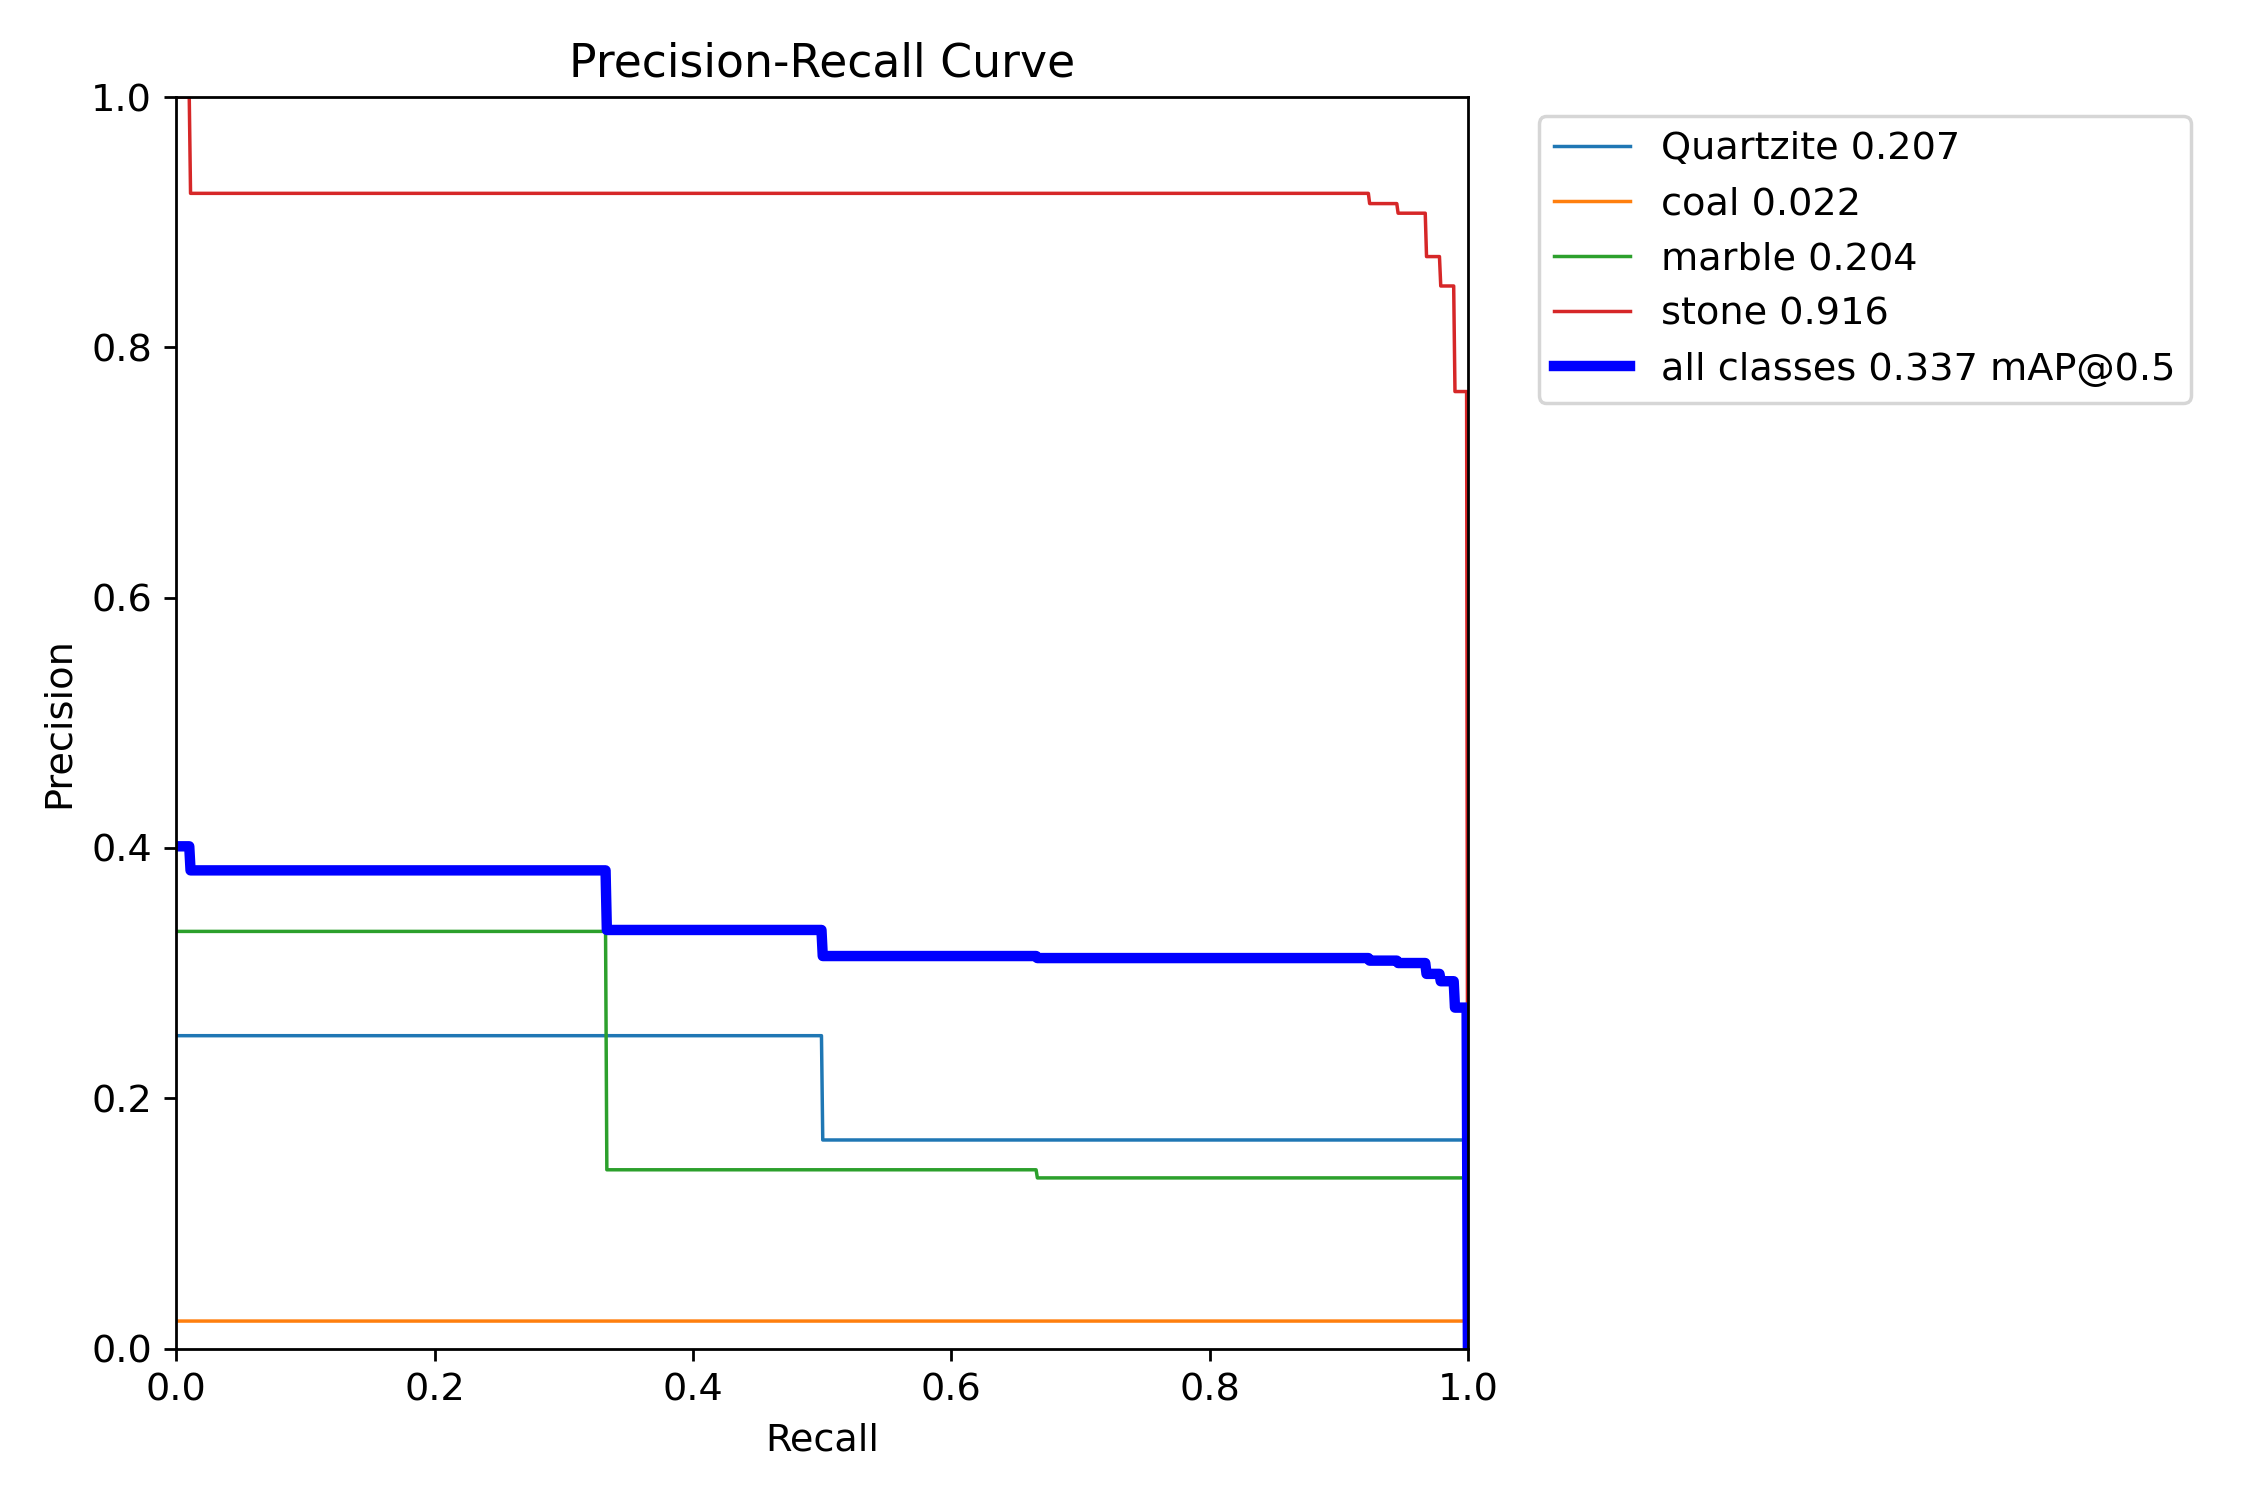 Precision-Recall Curve
1.0
0.8
0.6
0.4
0.2
0.0
Precision
0.0 0.2 0.4 0.6 0.8 1.0
Recall
Quartzite 0.207
coal 0.022
marble 0.204
stone 0.916
all classes 0.337 mAP@0.5